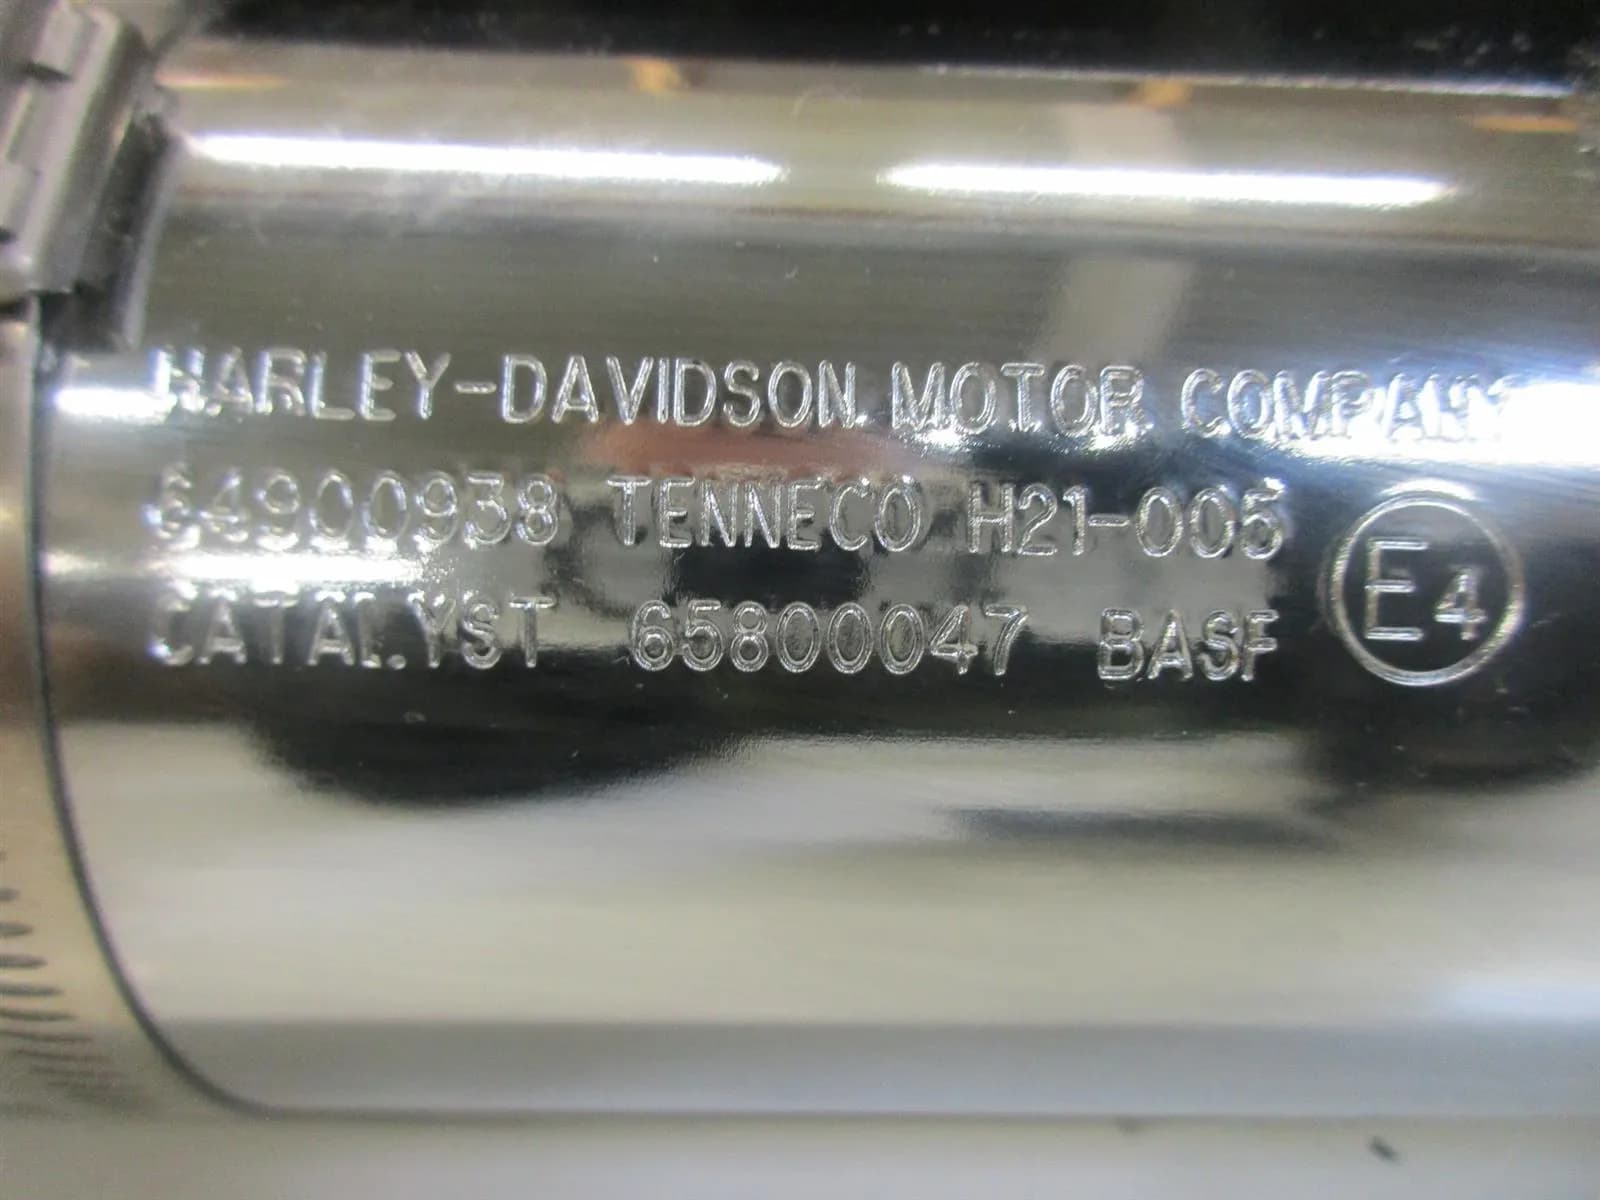 HARLEY-DAVIDSON MOTOR COMPANY
64900938 TENNECO H21-005
CATALYST 65800047 BASF
E4